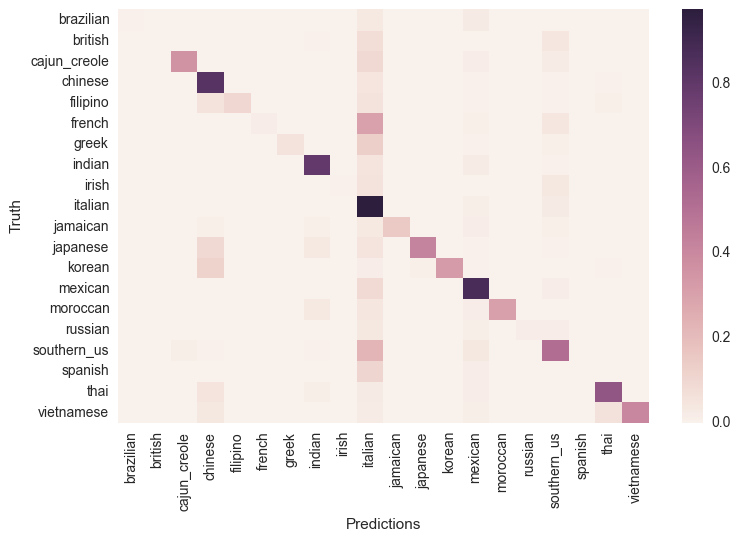 brazilian
british
cajun_creole
chinese
filipino
french
greek
indian
irish
italian
jamaican
japanese
korean
mexican
moroccan
russian
southern_us
spanish
thai
vietnamese
Truth
brazilian
british
cajun_creole
chinese
filipino
french
greek
indian
irish
italian
jamaican
japanese
korean
mexican
moroccan
russian
southern_us
spanish
thai
vietnamese
Predictions
0.8
0.6
0.4
0.2
0.0